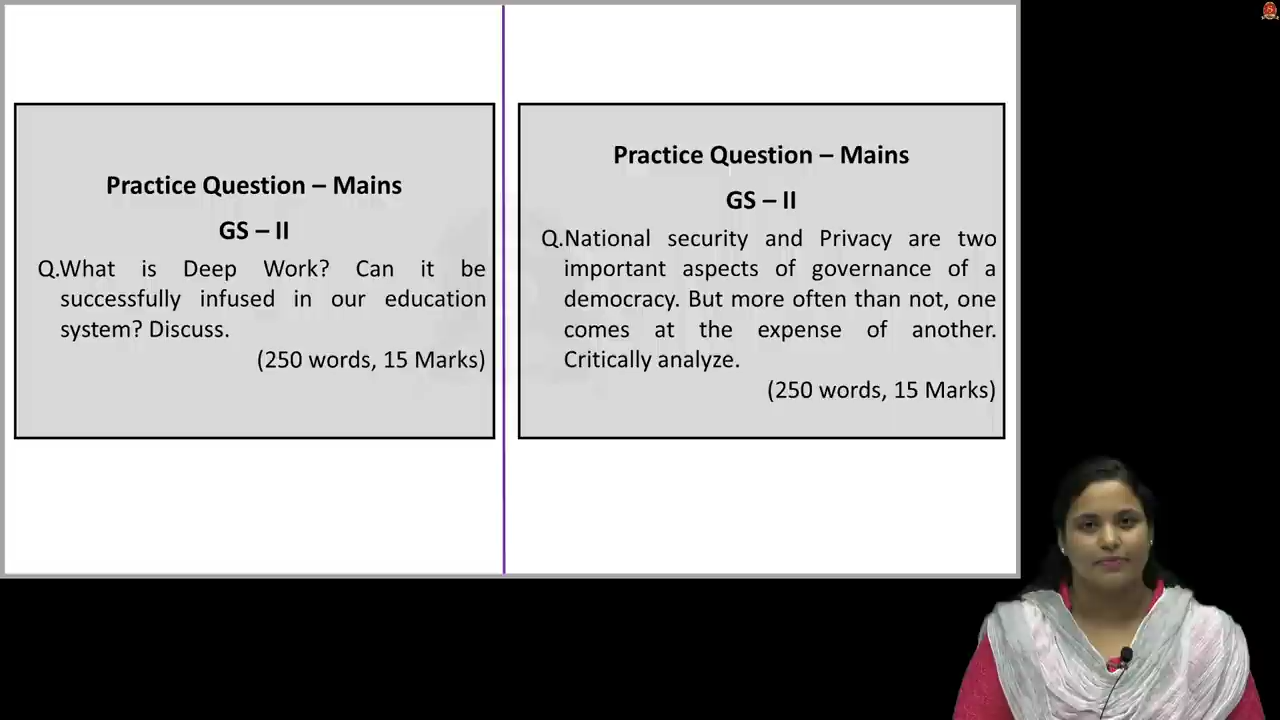 Practice Question – Mains
GS – II
Q.What is Deep Work? Can it be
successfully infused in our education
system? Discuss.
(250 words, 15 Marks)
Practice Question – Mains
GS – II
Q.National security and Privacy are two
important aspects of governance of a
democracy. But more often than not, one
comes at the expense of another.
Critically analyze.
(250 words, 15 Marks)